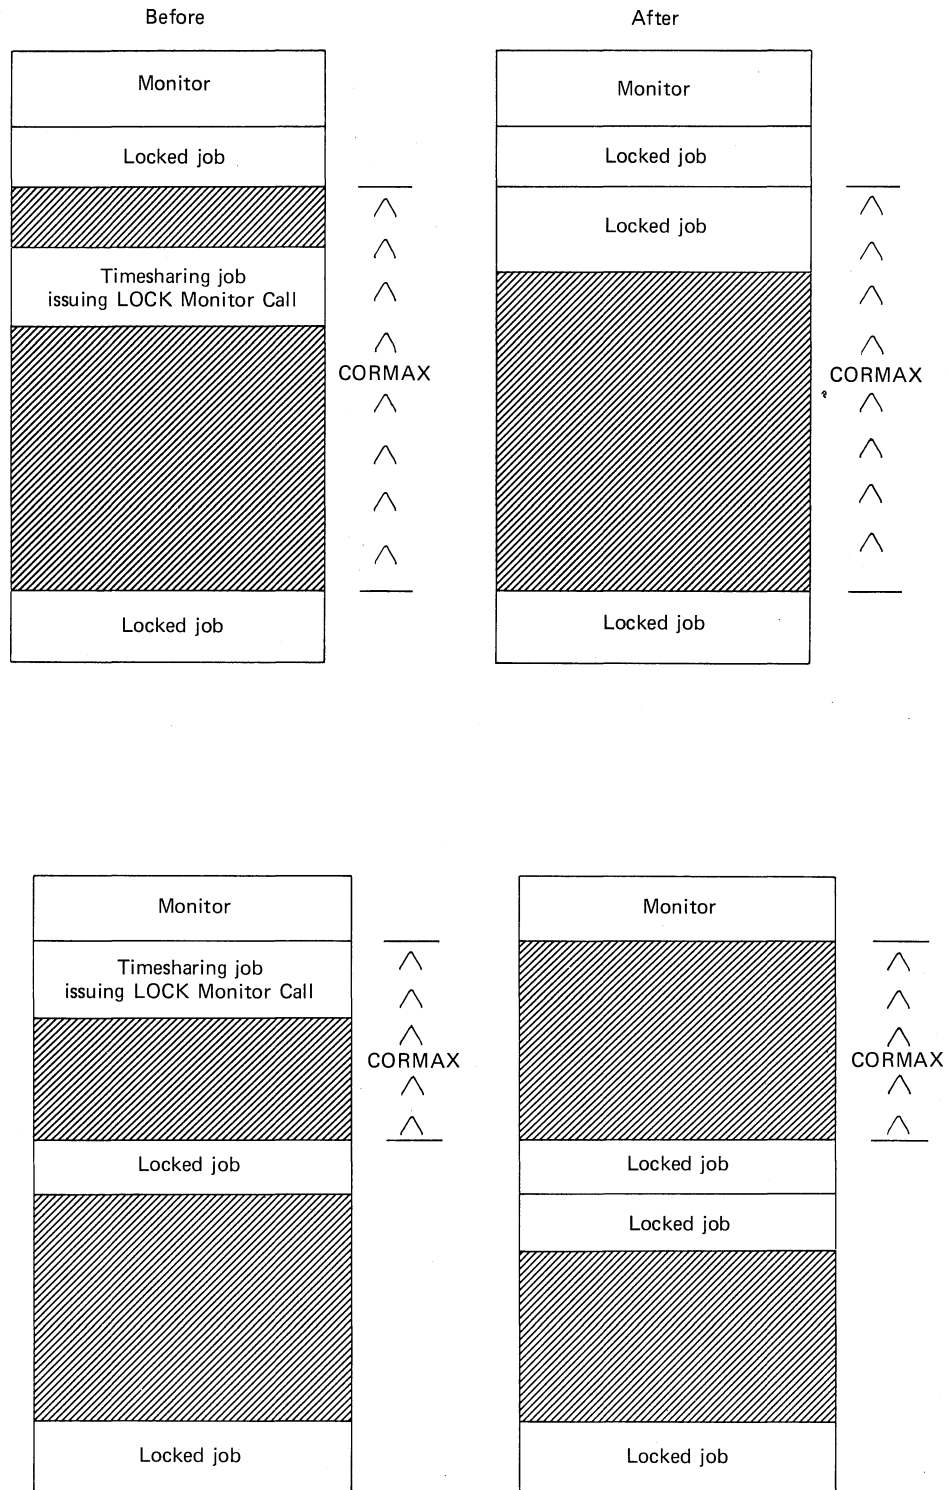 Before
After
Monitor
Locked job
Timesharing job
issuing LOCK Monitor Call
CORMAX
Locked job
Monitor
Locked job
Locked job
CORMAX
Locked job
Monitor
Timesharing job
issuing LOCK Monitor Call
CORMAX
Locked job
Locked job
Monitor
CORMAX
Locked job
Locked job
Locked job